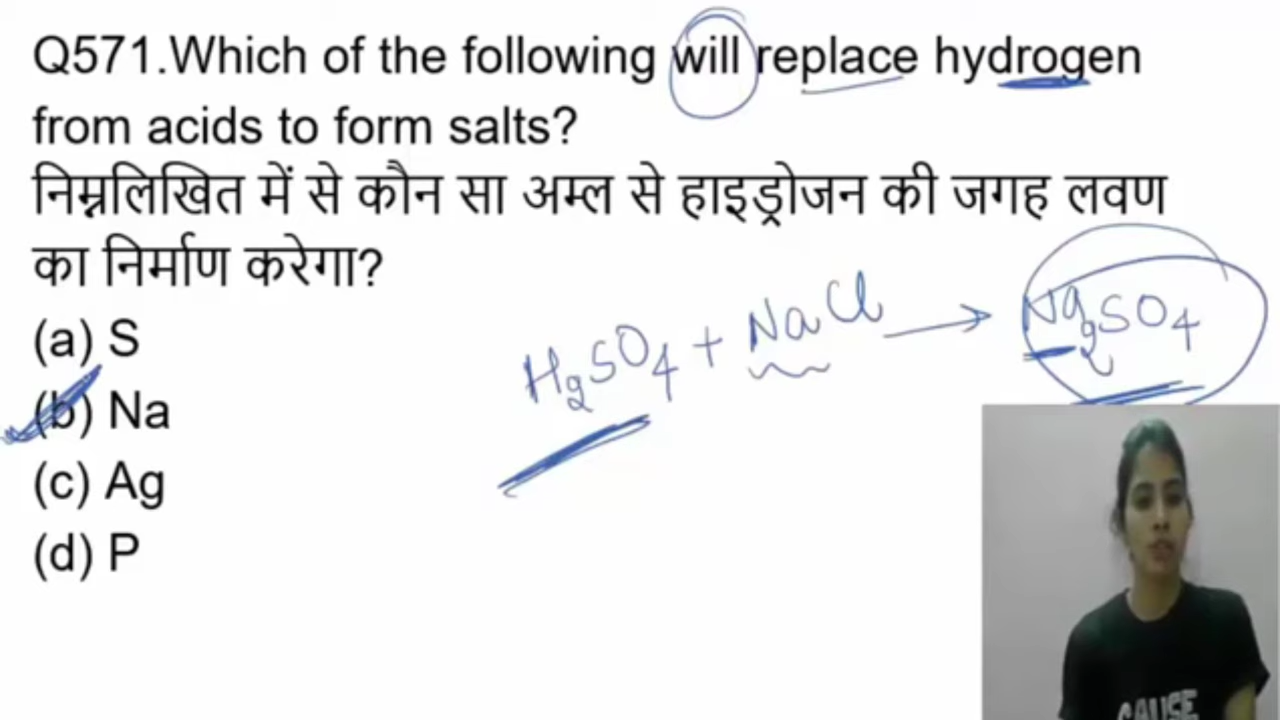 Q571.Which of the following will replace hydrogen
from acids to form salts?
निम्नलिखित में से कौन सा अम्ल से हाइड्रोजन की जगह लवण
का निर्माण करेगा?
(a) S
(b) Na
(c) Ag
(d) P
H₂SO₄ + NaCl → Na₂SO₄
CAUSE